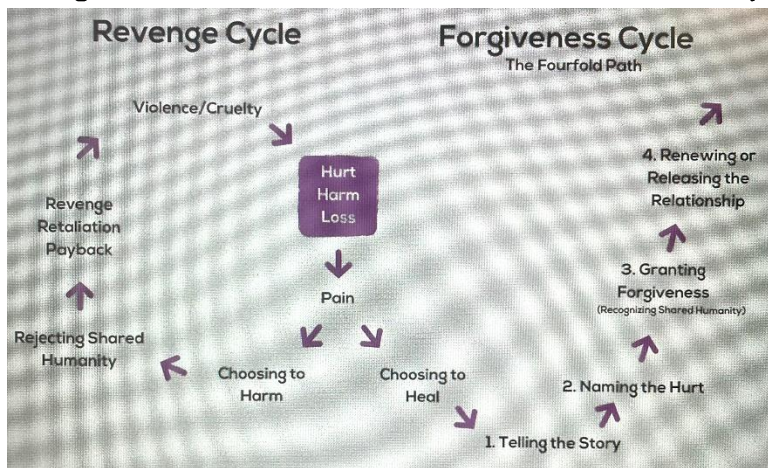 Revenge Cycle
Forgiveness Cycle
The Fourfold Path
Violence/Cruelty
Hurt
Harm
Loss
Pain
Revenge
Retaliation
Payback
Rejecting Shared
Humanity
Choosing to
Harm
Choosing to
Heal
1. Telling the Story
2. Naming the Hurt
3. Granting
Forgiveness
(Recognizing Shared Humanity)
4. Renewing or
Releasing the
Relationship